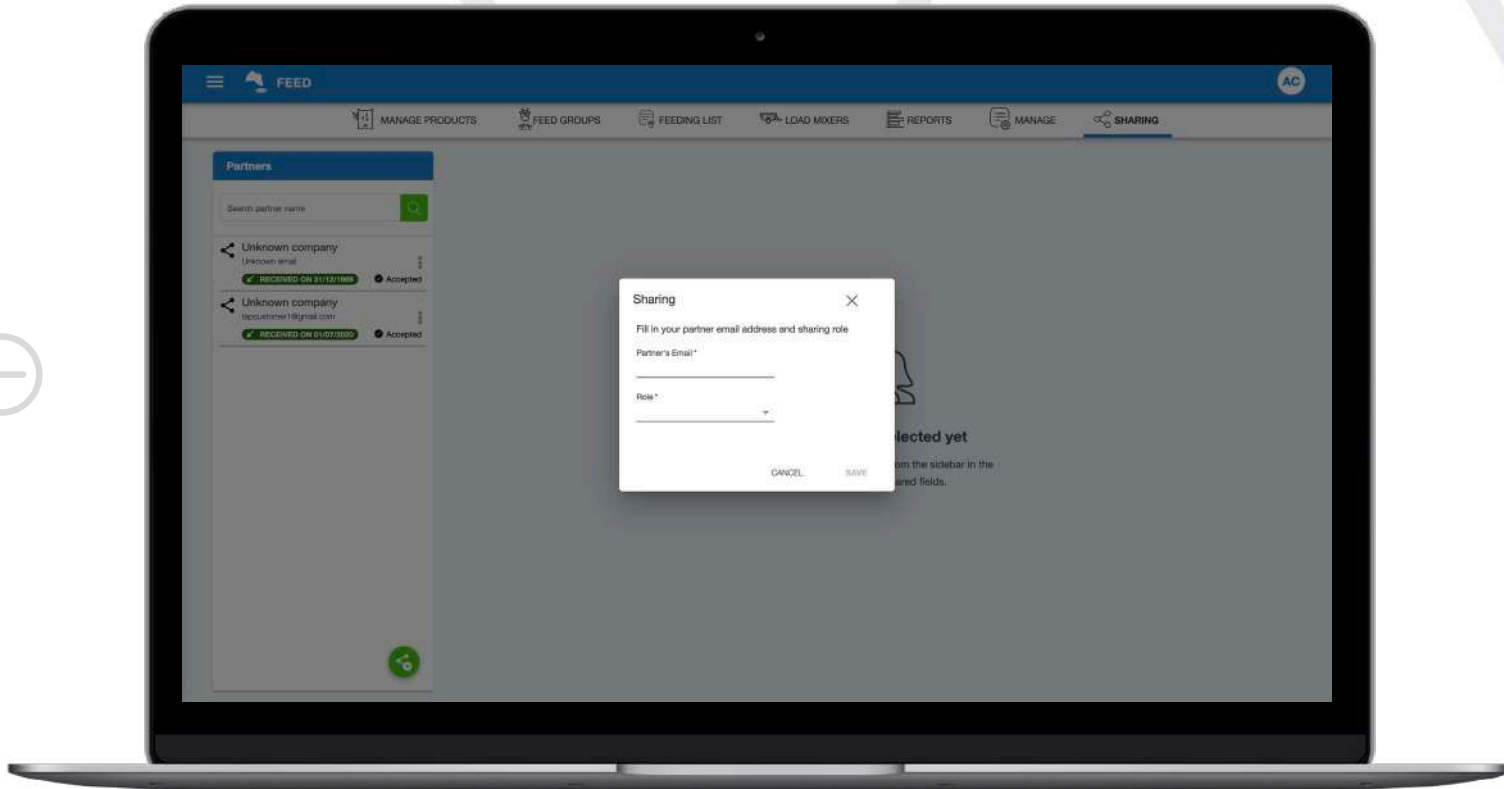 FEED
AC
MANAGE PRODUCTS
FEED GROUPS
FEEDING LIST
LOAD MIXERS
REPORTS
MANAGE
SHARING
Partners
Search partner name
Unknown company
Unknown email
RECEIVED ON 31/12/1969
Accepted
Unknown company
RECEIVED ON 01/07/2020
Accepted
Sharing
Fill in your partner email address and sharing role
Partner's Email *
Role *
CANCEL
SAVE
lected yet
om the sidebar in the
ared fields.